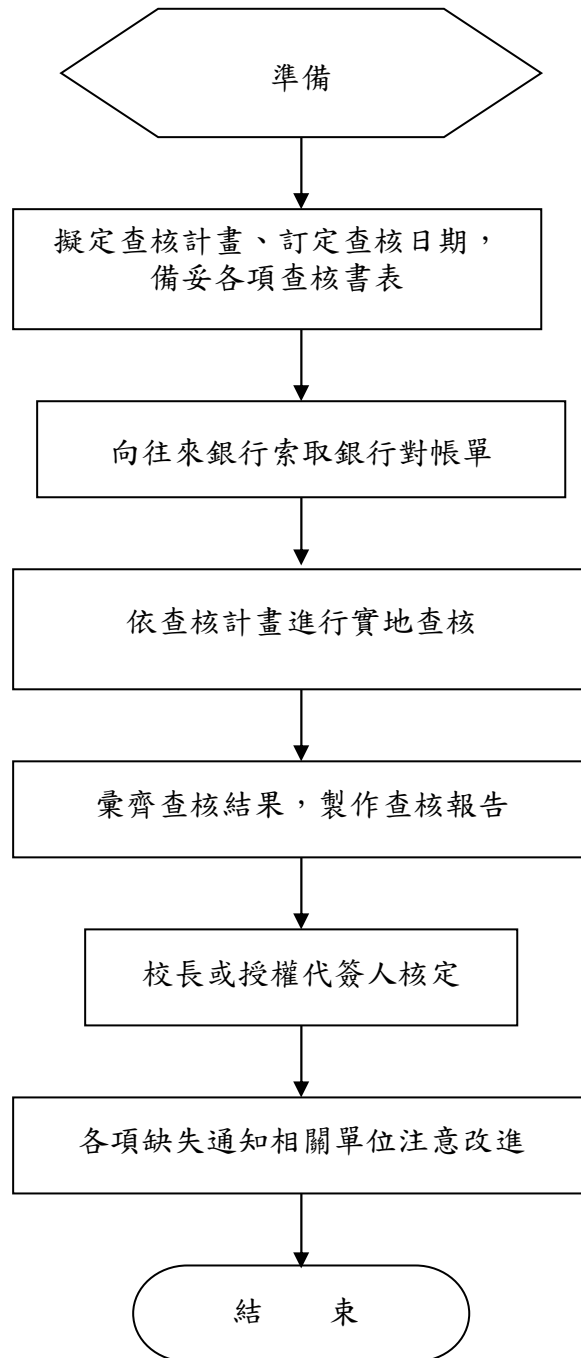 準備
擬定查核計畫、訂定查核日期，
備妥各項查核書表
向往來銀行索取銀行對帳單
依查核計畫進行實地查核
彙齊查核結果，製作查核報告
校長或授權代簽人核定
各項缺失通知相關單位注意改進
結　　束